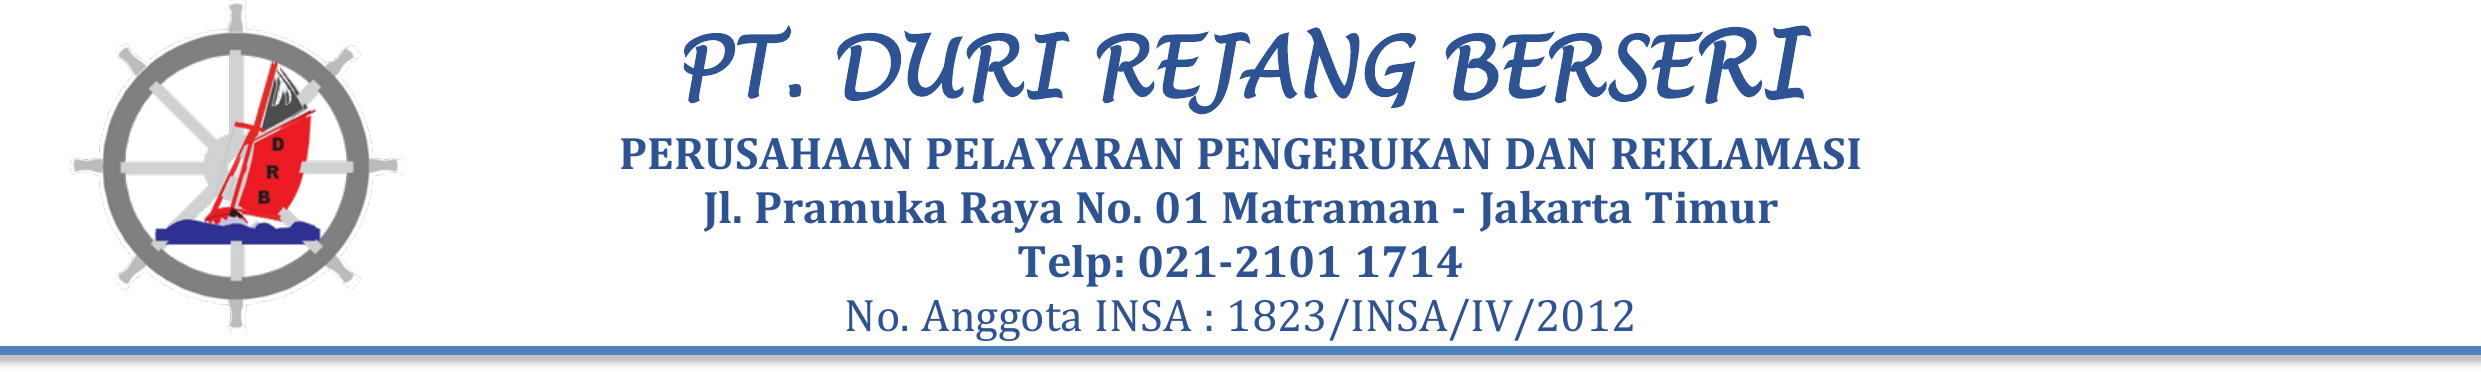 PT. DURI REJANG BERSERI
PERUSAHAAN PELAYARAN PENGERUKAN DAN REKLAMASI
Jl. Pramuka Raya No. 01 Matraman - Jakarta Timur
Telp: 021-2101 1714
No. Anggota INSA : 1823/INSA/IV/2012
D
R
B